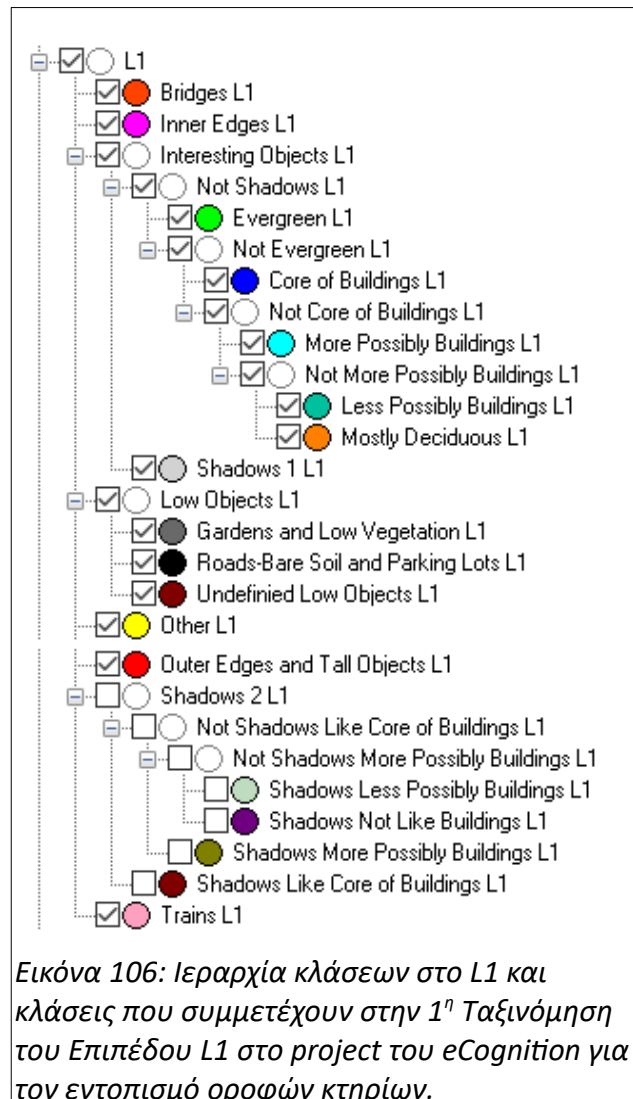 L1
Bridges L1
Inner Edges L1
Interesting Objects L1
Not Shadows L1
Evergreen L1
Not Evergreen L1
Core of Buildings L1
Not Core of Buildings L1
More Possibly Buildings L1
Not More Possibly Buildings L1
Less Possibly Buildings L1
Mostly Deciduous L1
Shadows 1 L1
Low Objects L1
Gardens and Low Vegetation L1
Roads-Bare Soil and Parking Lots L1
Undefinied Low Objects L1
Other L1
Outer Edges and Tall Objects L1
Shadows 2 L1
Not Shadows Like Core of Buildings L1
Not Shadows More Possibly Buildings L1
Shadows Less Possibly Buildings L1
Shadows Not Like Buildings L1
Shadows More Possibly Buildings L1
Shadows Like Core of Buildings L1
Trains L1
Εικόνα 106: Ιεραρχία κλάσεων στο L1 και
κλάσεις που συμμετέχουν στην 1η Ταξινόμηση
του Επιπέδου L1 στο project του eCognition για
τον εντοπισμό οροφών κτηρίων.